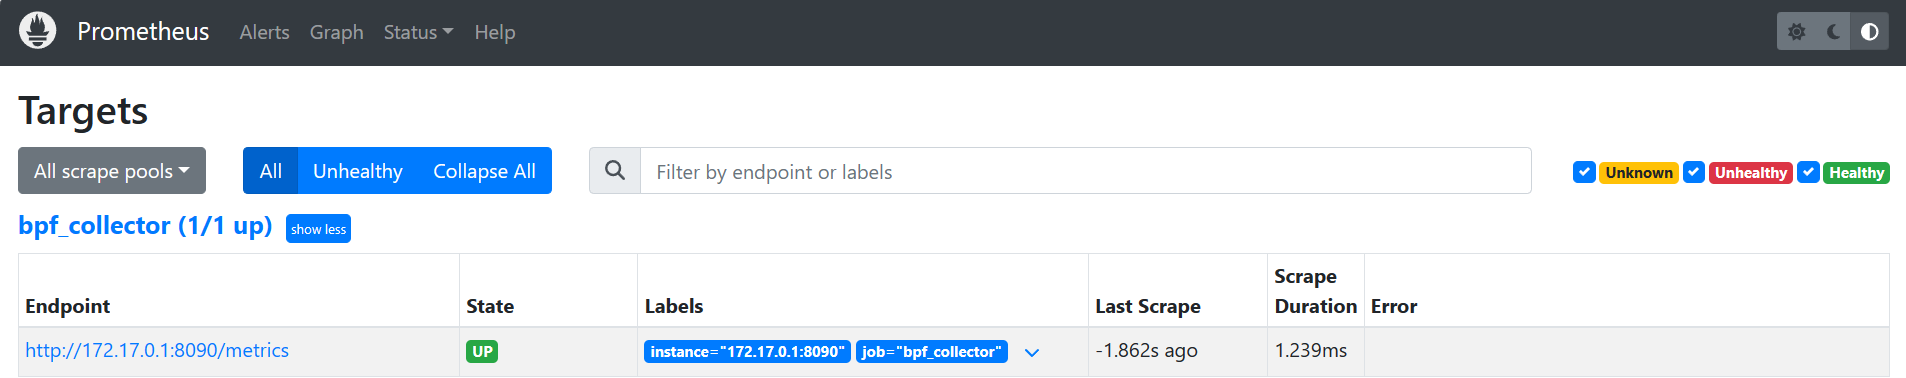 Prometheus Alerts Graph Status Help
Targets
All scrape pools All Unhealthy Collapse All Filter by endpoint or labels Unknown Unhealthy Healthy
bpf_collector (1/1 up) show less
Endpoint State Labels Last Scrape Scrape Duration Error
http://172.17.0.1:8090/metrics UP instance="172.17.0.1:8090" job="bpf_collector" -1.862s ago 1.239ms